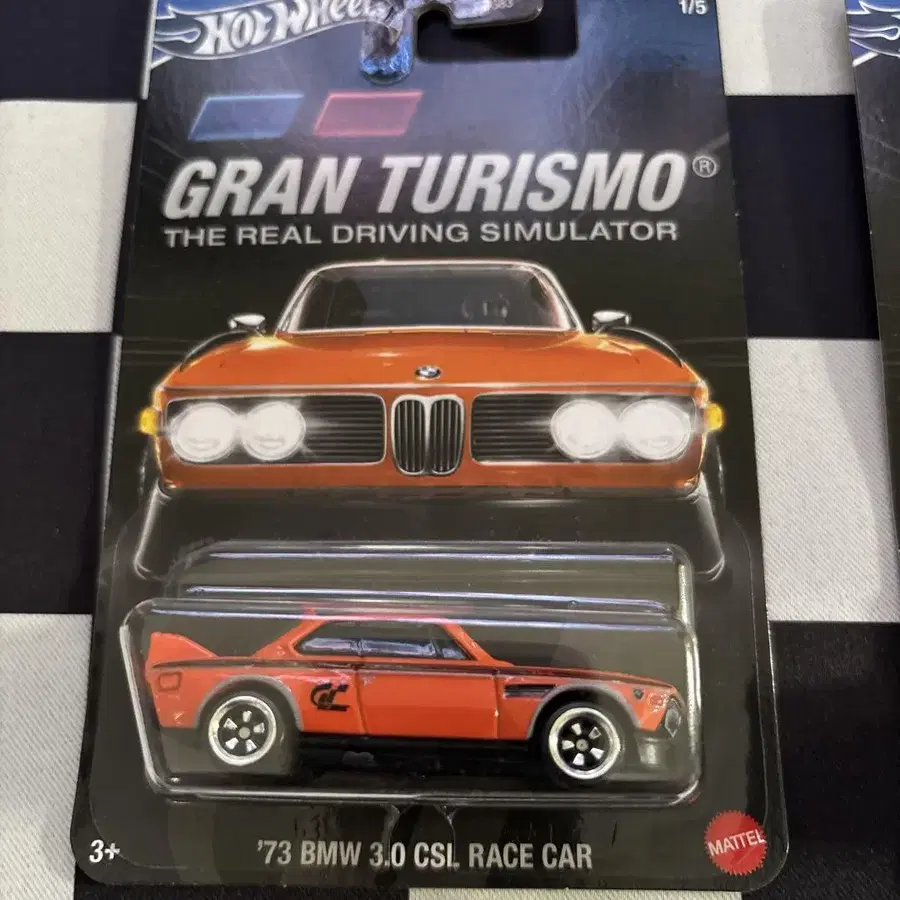 Hot Wheels
1/5
GRAN TURISMO®
THE REAL DRIVING SIMULATOR
GT
3+
'73 BMW 3.0 CSL RACE CAR
MATTEL